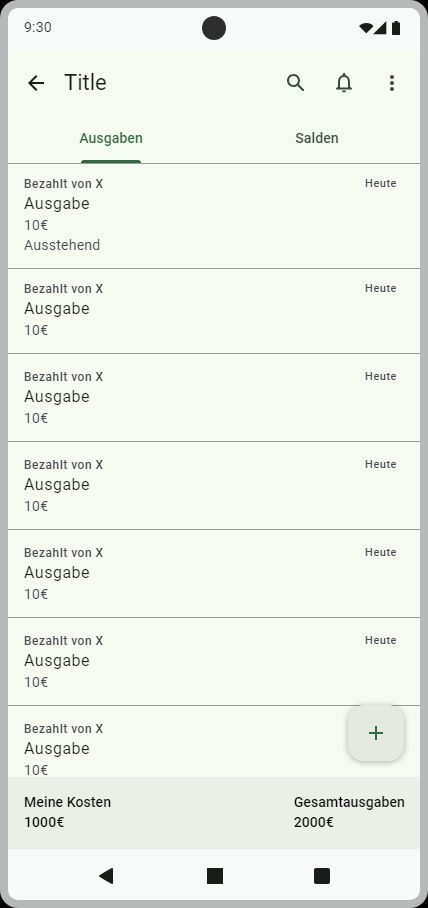 9:30
Title
Ausgaben Salden
Bezahlt von X Heute
Ausgabe
10€
Ausstehend
Bezahlt von X Heute
Ausgabe
10€
Bezahlt von X Heute
Ausgabe
10€
Bezahlt von X Heute
Ausgabe
10€
Bezahlt von X Heute
Ausgabe
10€
Bezahlt von X Heute
Ausgabe
10€
Bezahlt von X
Ausgabe
10€
Meine Kosten Gesamtausgaben
1000€ 2000€